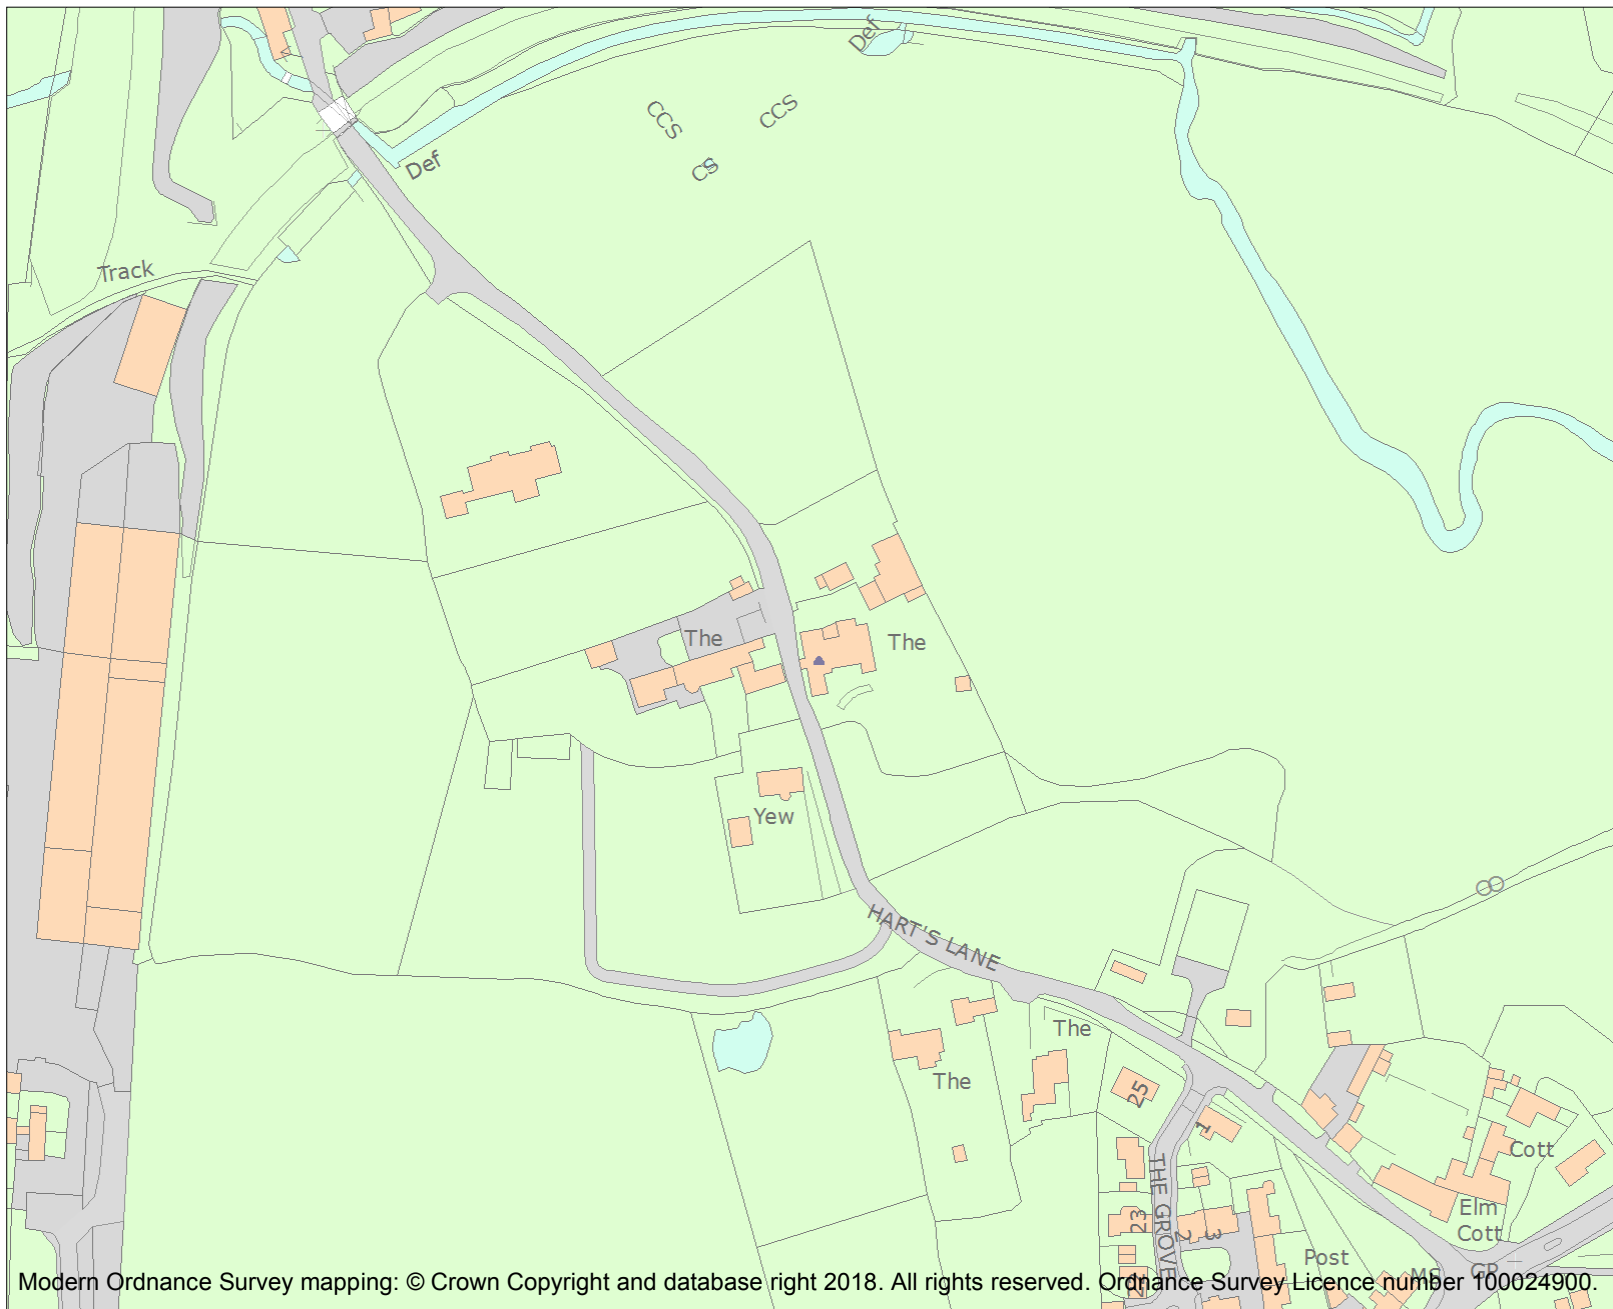 Def
Def
CCS
CCS
CS
Track
The
The
Yew
HART'S LANE
The
The
25
1
THE GROVE
23
2
3
Cott
Elm
Cott
Post
MS
GP
Modern Ordnance Survey mapping: © Crown Copyright and database right 2018. All rights reserved. Ordnance Survey Licence number 100024900.